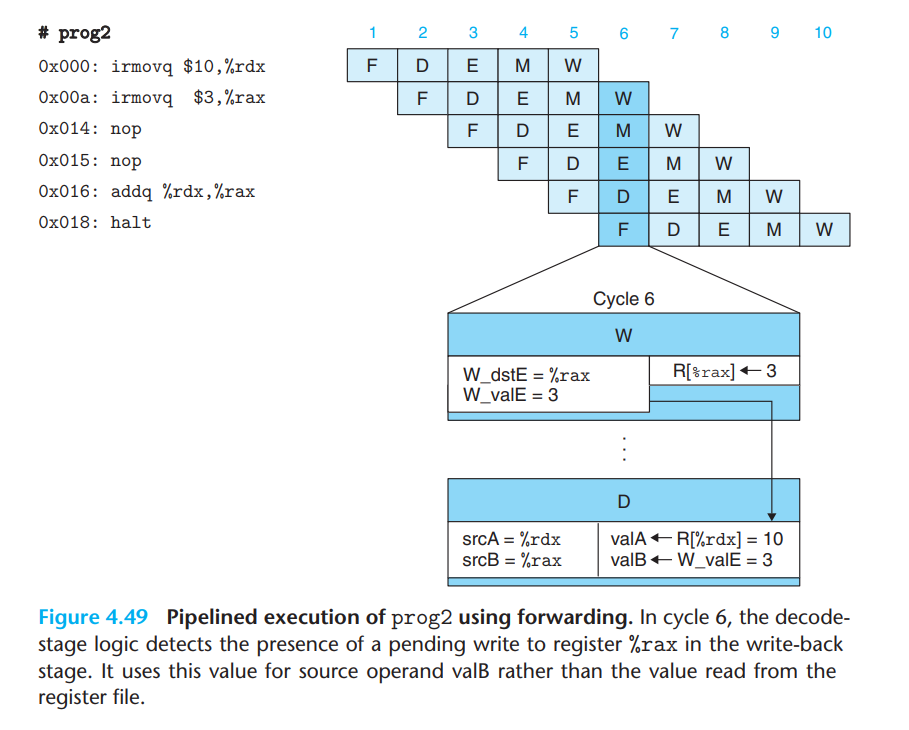 # prog2
1 2 3 4 5 6 7 8 9 10
0x000: irmovq $10,%rdx
F D E M W
0x00a: irmovq $3,%rax
F D E M W
0x014: nop
F D E M W
0x015: nop
F D E M W
0x016: addq %rdx,%rax
F D E M W
0x018: halt
F D E M W
Cycle 6
W
W_dstE = %rax
W_valE = 3
R[%rax] ← 3
D
srcA = %rdx
srcB = %rax
valA ← R[%rdx] = 10
valB ← W_valE = 3
Figure 4.49 Pipelined execution of prog2 using forwarding. In cycle 6, the decode-
stage logic detects the presence of a pending write to register %rax in the write-back
stage. It uses this value for source operand valB rather than the value read from the
register file.